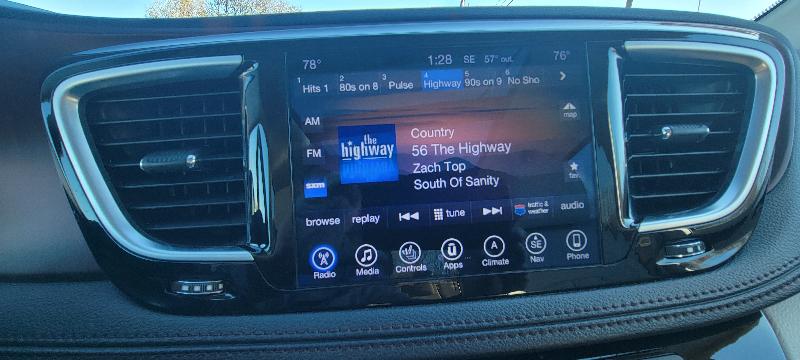 78° 1:28 SE 57° out. 76°
1 Hits 1 2 80s on 8 3 Pulse 4 Highway 5 90s on 9 6 No Sho
AM
FM
sxm
the highway
Country
56 The Highway
Zach Top
South Of Sanity
map
fav
browse replay tune traffic & weather audio
A SE
Radio Media Controls Apps Climate Nav Phone